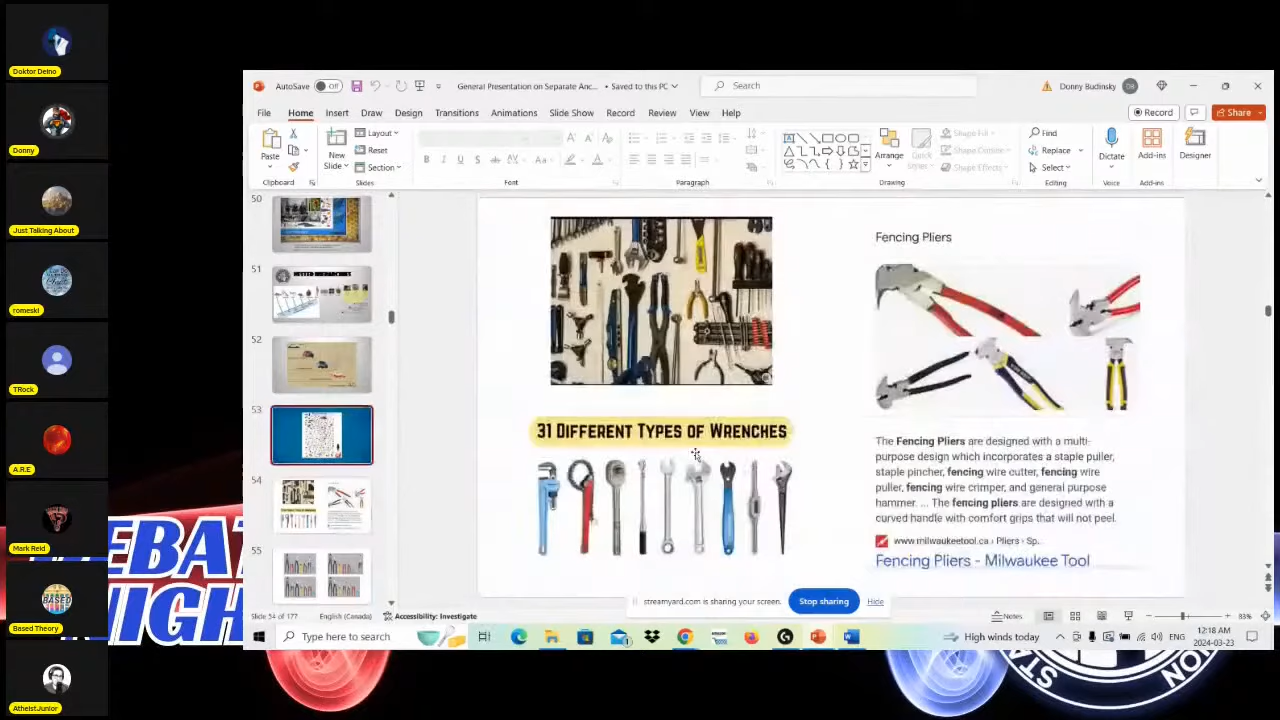 Doktor Deino
Donny
Just Talking About
romeski
TRock
A.R.E
Mark Reid
Based Theory
AtheistJunior
AutoSave
Off
General Presentation on Separate Anc... • Saved to this PC
Search
Donny Budinsky
DB
File
Home
Insert
Draw
Design
Transitions
Animations
Slide Show
Record
Review
View
Help
Record
Share
Paste
Clipboard
New
Slide
Layout
Reset
Section
Slides
Font
Paragraph
Arrange
Quick
Styles
Shape Fill
Shape Outline
Shape Effects
Drawing
Find
Replace
Select
Editing
Dictate
Voice
Add-ins
Add-ins
Designer
50
51
NESTED HIERARCHIES
52
53
54
55
31 Different Types of Wrenches
Fencing Pliers
The Fencing Pliers are designed with a multi-
purpose design which incorporates a staple puller,
staple pincher, fencing wire cutter, fencing wire
puller, fencing wire crimper, and general purpose
hammer. ... The fencing pliers are designed with a
curved handle with comfort grips that will not peel.
www.milwaukeetool.ca › Pliers › Sp...
Fencing Pliers - Milwaukee Tool
streamyard.com is sharing your screen.
Stop sharing
Hide
Slide 54 of 177
English (Canada)
Accessibility: Investigate
Notes
83%
Type here to search
High winds today
ENG
12:18 AM
2024-03-23
EBA
IGH